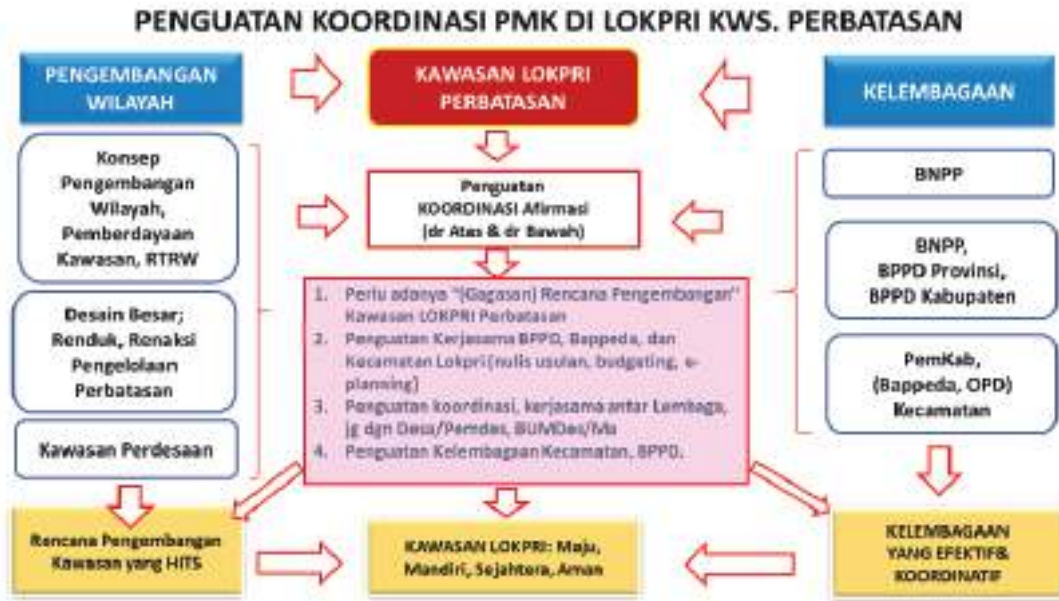 PENGUATAN KOORDINASI PMK DI LOKPRI KWS. PERBATASAN
PENGEMBANGAN
WILAYAH
Konsep
Pengembangan
Wilayah,
Pemberdayaan
Kawasan, RTRW
Desain Besar;
Renduk, Renaksi
Pengelolaan
Perbatasan
Kawasan Perdesaan
Rencana Pengembangan
Kawasan yang HITS
KAWASAN LOKPRI
PERBATASAN
Penguatan
KOORDINASI Afirmasi
(dr Atas & dr Bawah)
1. Perlu adanya "(Gagasan) Rencana Pengembangan"
Kawasan LOKPRI Perbatasan
2. Penguatan Kerjasama BPPD, Bappeda, dan
Kecamatan Lokpri (nulis usulan, budgating, e-
planning)
3. Penguatan koordinasi, kerjasama antar Lembaga,
jg dgn Desa/Pemdes, BUMDes/Ma
4. Penguatan Kelembagaan Kecamatan, BPPD.
KAWASAN LOKPRI: Maju,
Mandiri, Sejahtera, Aman
KELEMBAGAAN
BNPP
BNPP,
BPPD Provinsi,
BPPD Kabupaten
PemKab,
(Bappeda, OPD)
Kecamatan
KELEMBAGAAN
YANG EFEKTIF&
KOORDINATIF